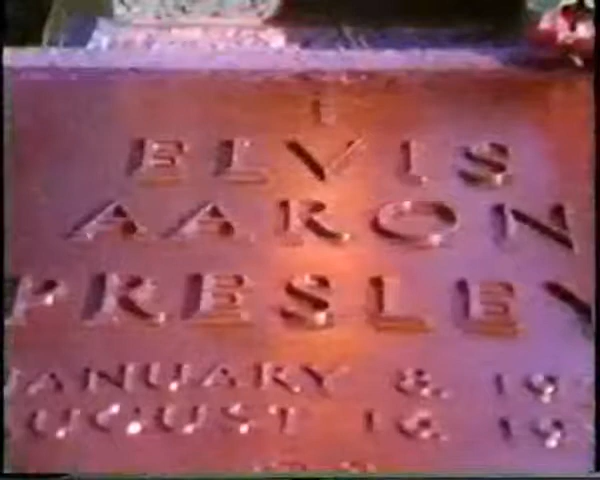 ELVIS
AARON
PRESLEY
JANUARY 8, 19
AUGUST 16, 19